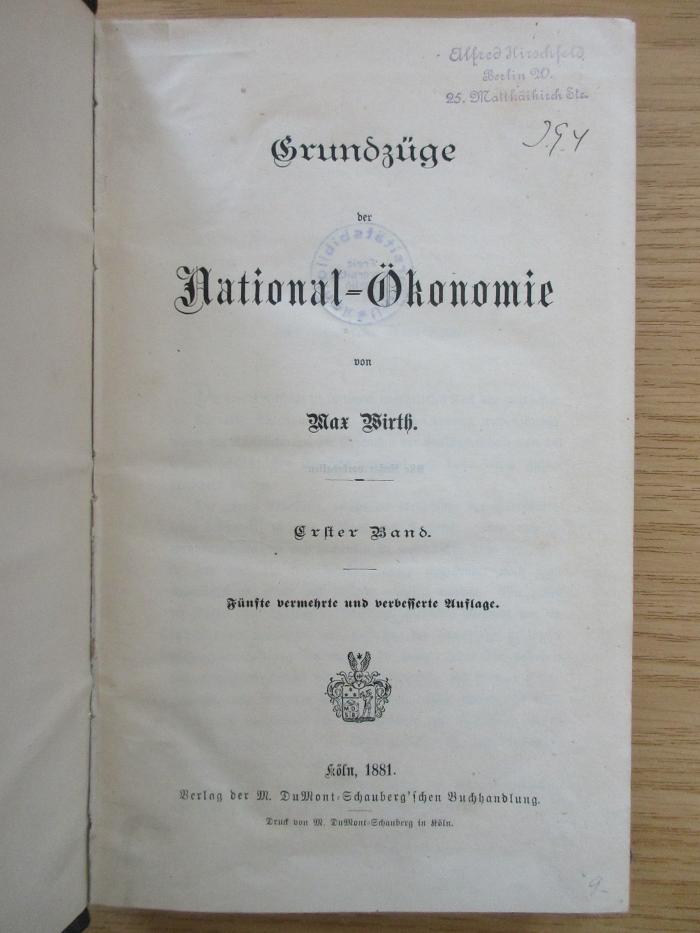 Alfred Hirschfeld
Berlin W.
25. Matthäikirch Str.
Grundzüge
der
National-Ökonomie
von
Max Wirth.
Erster Band.
Fünfte vermehrte und verbesserte Auflage.
Köln, 1881.
Verlag der M. DuMont-Schauberg'schen Buchhandlung.
Druck von M. DuMont-Schauberg in Köln.
9-